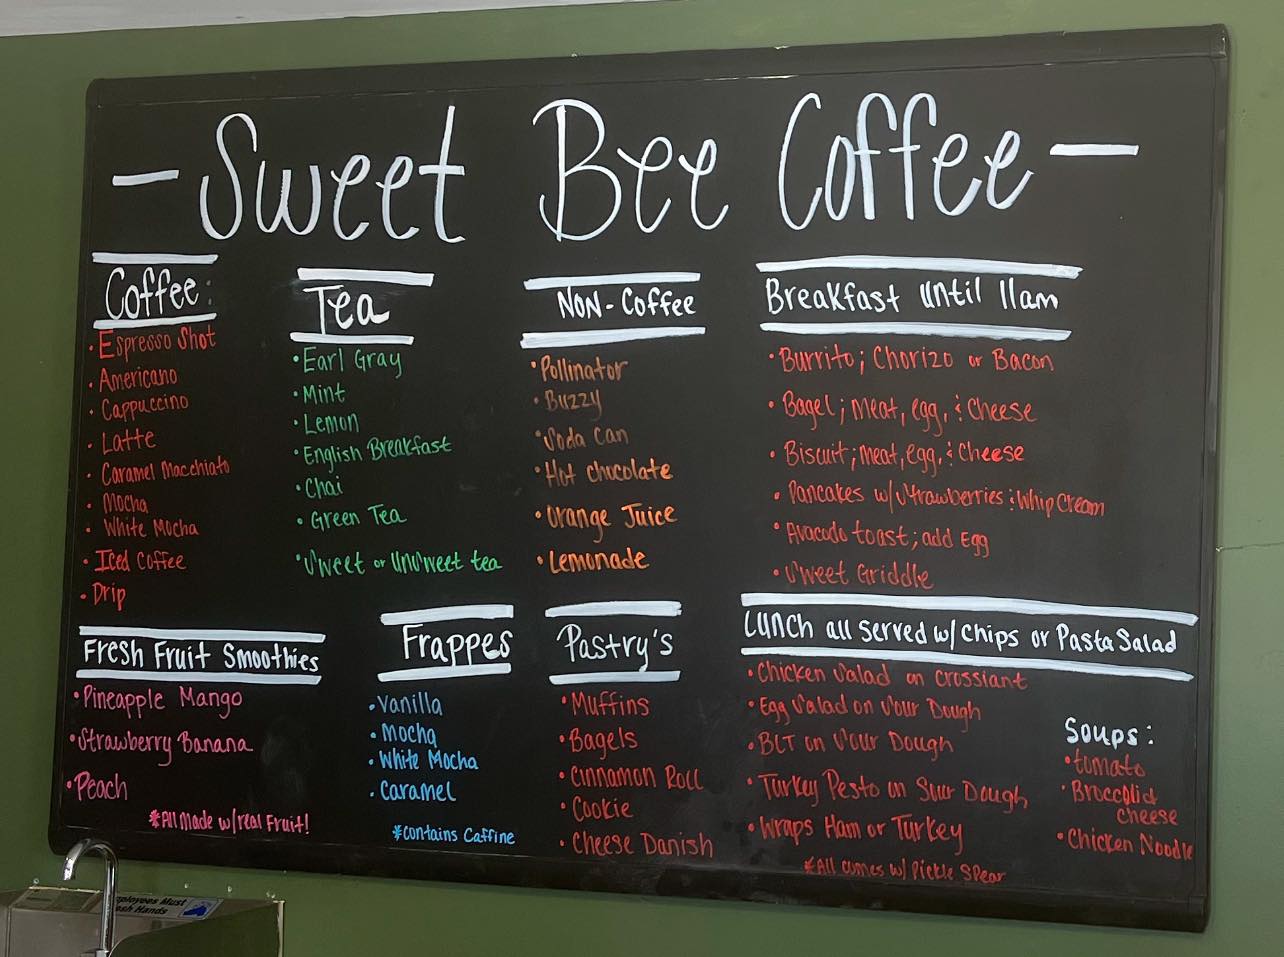 - Sweet Bee Coffee -
Coffee:
• Espresso Shot
• Americano
• Cappuccino
• Latte
• Caramel Macchiato
• Mocha
• White Mocha
• Iced Coffee
• Drip
Tea
• Earl Gray
• Mint
• Lemon
• English Breakfast
• Chai
• Green Tea
• Sweet or Unsweet tea
Non-Coffee
• Pollinator
• Buzzy
• Soda Can
• Hot chocolate
• Orange Juice
• Lemonade
Breakfast until 11am
• Burrito; Chorizo or Bacon
• Bagel; meat, egg, & Cheese
• Biscuit; meat, egg, & Cheese
• Pancakes w/ Strawberries & Whip Cream
• Avacado toast; add Egg
• Sweet Griddle
Fresh Fruit Smoothies
• Pineapple Mango
• Strawberry Banana
• Peach
*All made w/ real Fruit!
Frappes
• Vanilla
• Mocha
• White Mocha
• Caramel
*Contains Caffine
Pastry's
• Muffins
• Bagels
• Cinnamon Roll
• Cookie
• Cheese Danish
Lunch all served w/ Chips or Pasta Salad
• Chicken Salad on Crossiant
• Egg Salad on Sour Dough
• BLT on Sour Dough
• Turkey Pesto on Sour Dough
• Wraps Ham or Turkey
*All comes w/ Pickle Spear
Soups:
• tomato
• Broccoli &
cheese
• Chicken Noodle
Employees Must
Wash Hands